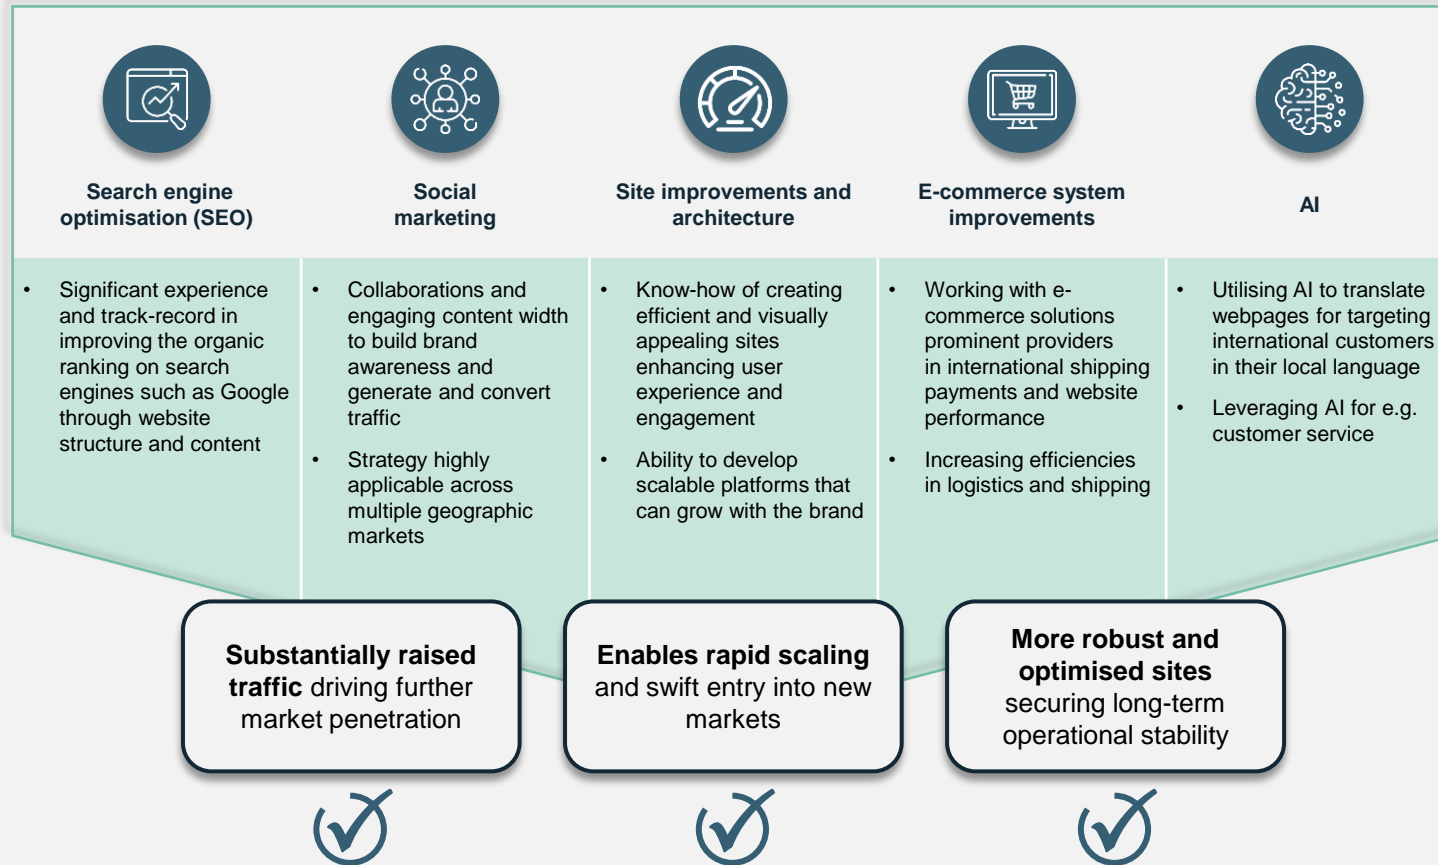 Search engine
optimisation (SEO)
Social
marketing
Site improvements and
architecture
E-commerce system
improvements
AI
• Significant experience
and track-record in
improving the organic
ranking on search
engines such as Google
through website
structure and content
• Collaborations and
engaging content width
to build brand
awareness and
generate and convert
traffic
• Strategy highly
applicable across
multiple geographic
markets
• Know-how of creating
efficient and visually
appealing sites
enhancing user
experience and
engagement
• Ability to develop
scalable platforms that
can grow with the brand
• Working with e-
commerce solutions
prominent providers
in international shipping
payments and website
performance
• Increasing efficiencies
in logistics and shipping
• Utilising AI to translate
webpages for targeting
international customers
in their local language
• Leveraging AI for e.g.
customer service
Substantially raised
traffic driving further
market penetration
Enables rapid scaling
and swift entry into new
markets
More robust and
optimised sites
securing long-term
operational stability